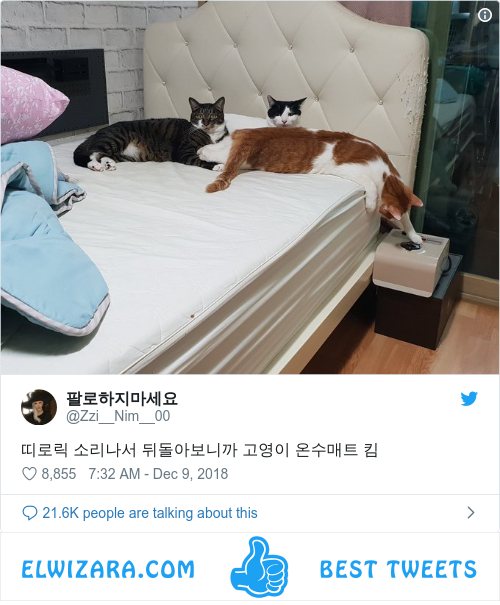 팔로하지마세요
@Zzi__Nim__00
띠로릭 소리나서 뒤돌아보니까 고영이 온수매트 킴
8,855 7:32 AM - Dec 9, 2018
21.6K people are talking about this
ELWIZARA.COM BEST TWEETS